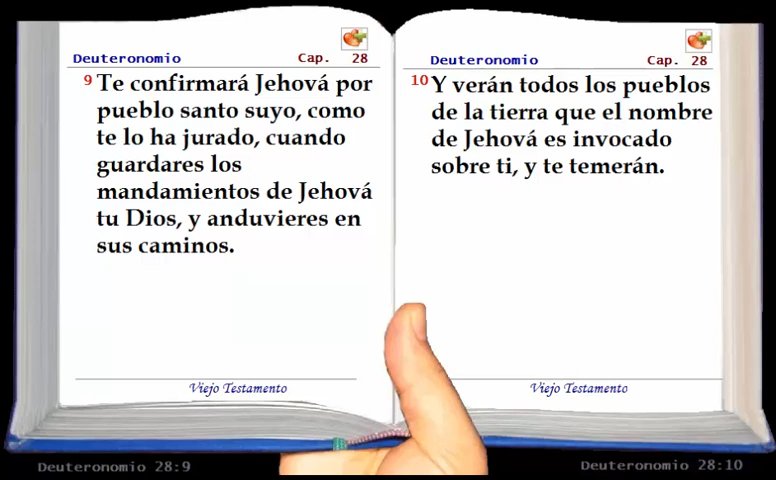 Deuteronomio Cap. 28
9 Te confirmará Jehová por
pueblo santo suyo, como
te lo ha jurado, cuando
guardares los
mandamientos de Jehová
tu Dios, y anduvieres en
sus caminos.
Viejo Testamento
Deuteronomio 28:9
Deuteronomio Cap. 28
10 Y verán todos los pueblos
de la tierra que el nombre
de Jehová es invocado
sobre ti, y te temerán.
Viejo Testamento
Deuteronomio 28:10